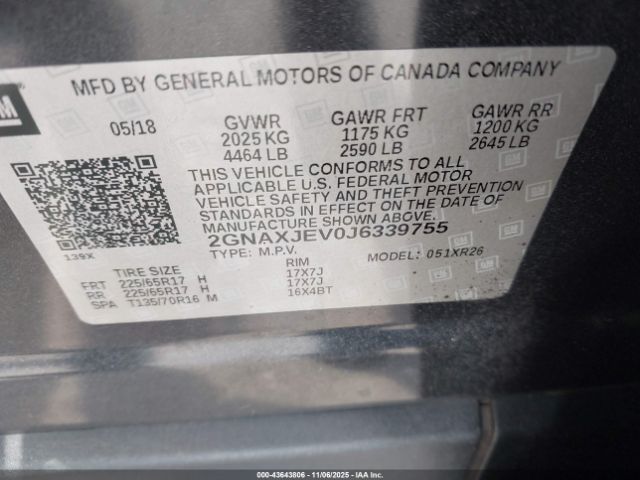 GM
MFD BY GENERAL MOTORS OF CANADA COMPANY
05/18 GVWR GAWR FRT GAWR RR
2025 KG 1175 KG 1200 KG
4464 LB 2590 LB 2645 LB
THIS VEHICLE CONFORMS TO ALL
APPLICABLE U.S. FEDERAL MOTOR
VEHICLE SAFETY AND THEFT PREVENTION
STANDARDS IN EFFECT ON THE DATE OF
MANUFACTURE SHOWN ABOVE.
2GNAXJEV0J6339755
139X TYPE: M.P.V. MODEL: 051XR26
TIRE SIZE RIM
FRT 225/65R17 H 17X7J
RR 225/65R17 H 17X7J
SPA T135/70R16 M 16X4BT
000-43643806 - 11/06/2025 - IAA Inc.